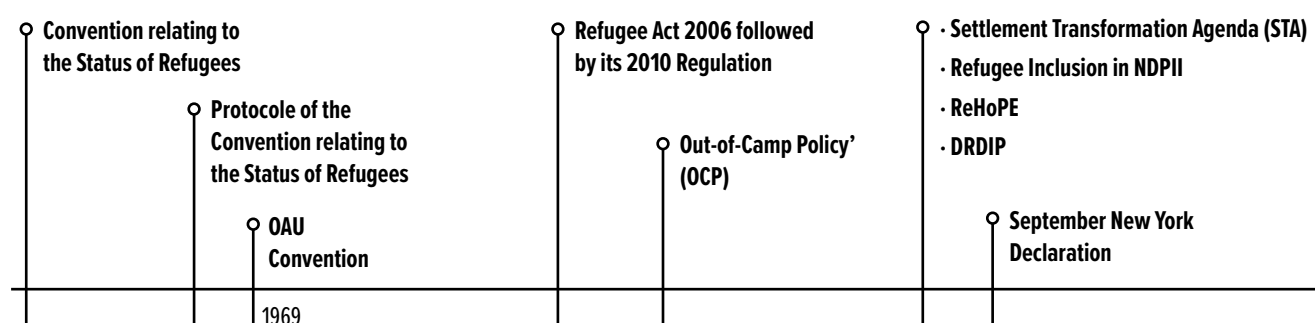 Convention relating to
the Status of Refugees
Protocole of the
Convention relating to
the Status of Refugees
OAU
Convention
1969
Refugee Act 2006 followed
by its 2010 Regulation
Out-of-Camp Policy’
(OCP)
· Settlement Transformation Agenda (STA)
· Refugee Inclusion in NDPII
· ReHoPE
· DRDIP
September New York
Declaration